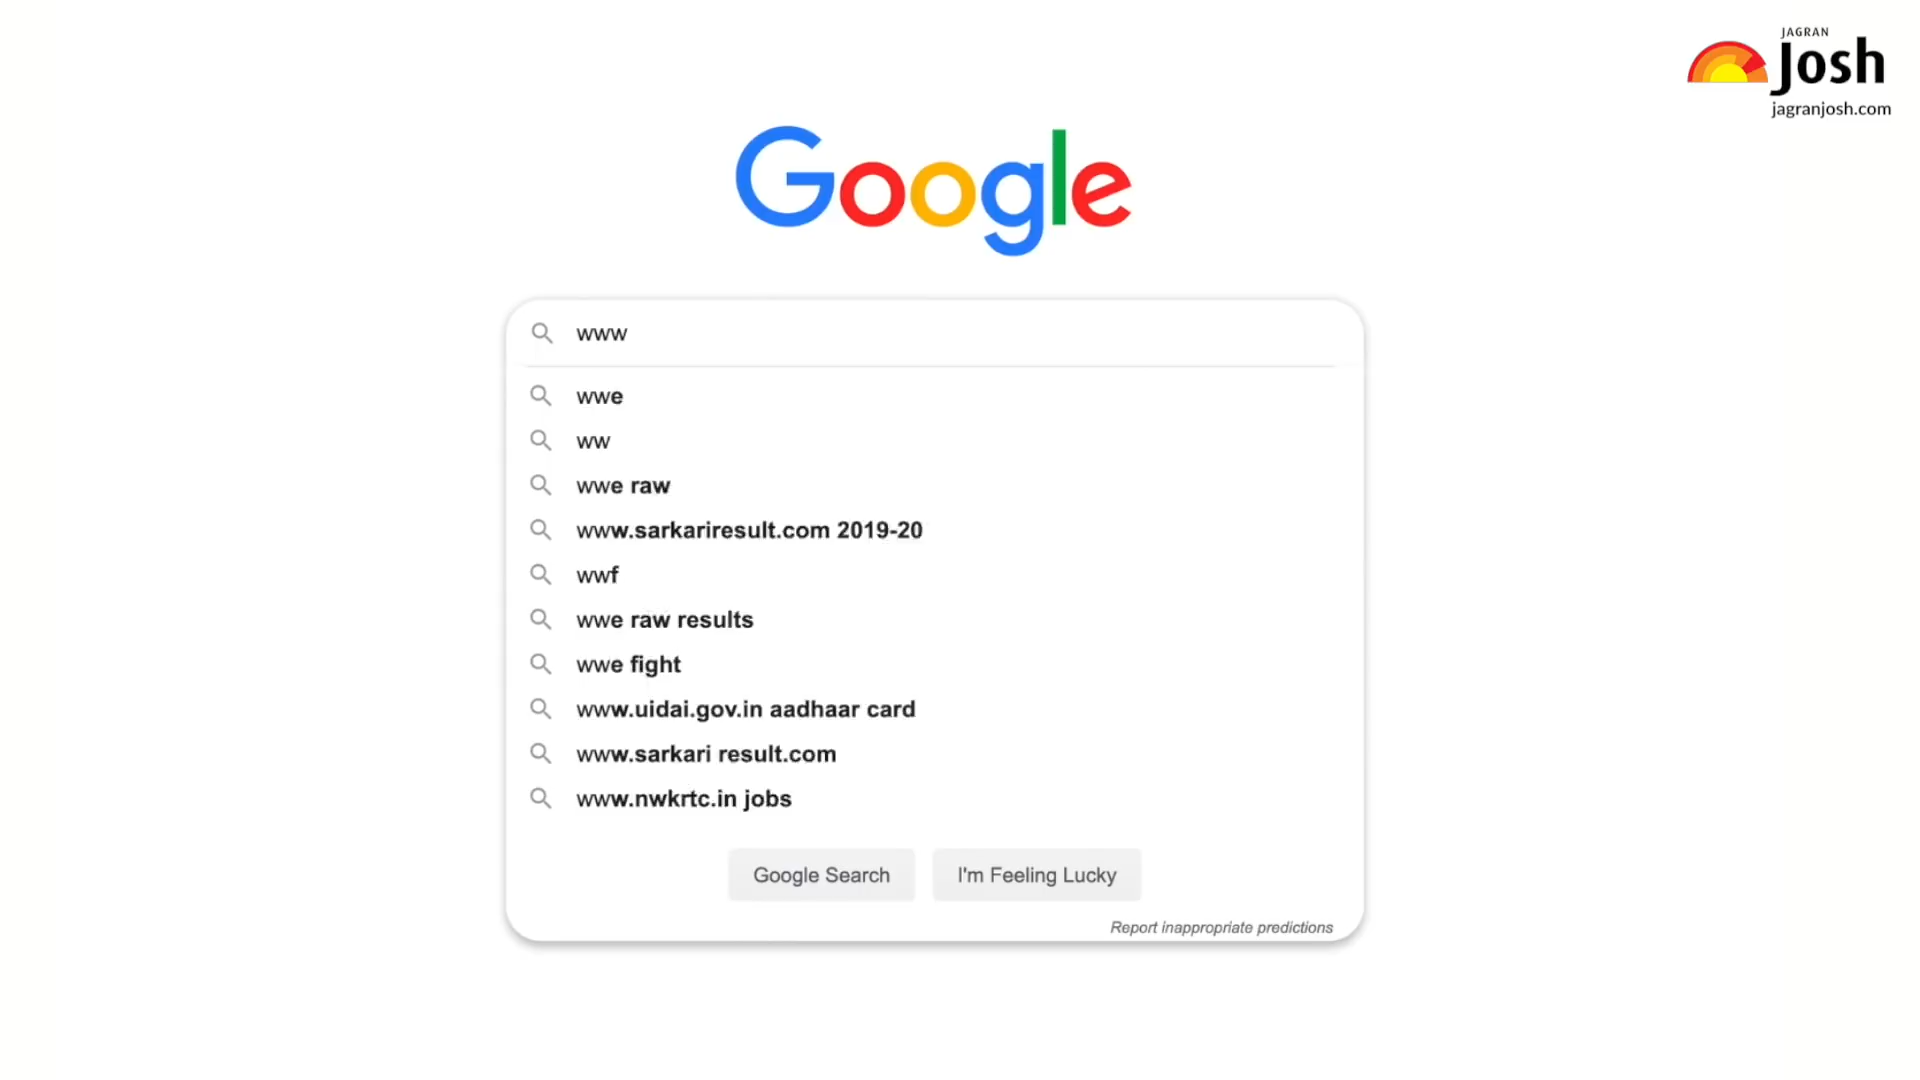 JAGRAN
Josh
jagranjosh.com
Google
www
wwe
ww
wwe raw
www.sarkariresult.com 2019-20
wwf
wwe raw results
wwe fight
www.uidai.gov.in aadhaar card
www.sarkari result.com
www.nwkrtc.in jobs
Google Search
I'm Feeling Lucky
Report inappropriate predictions